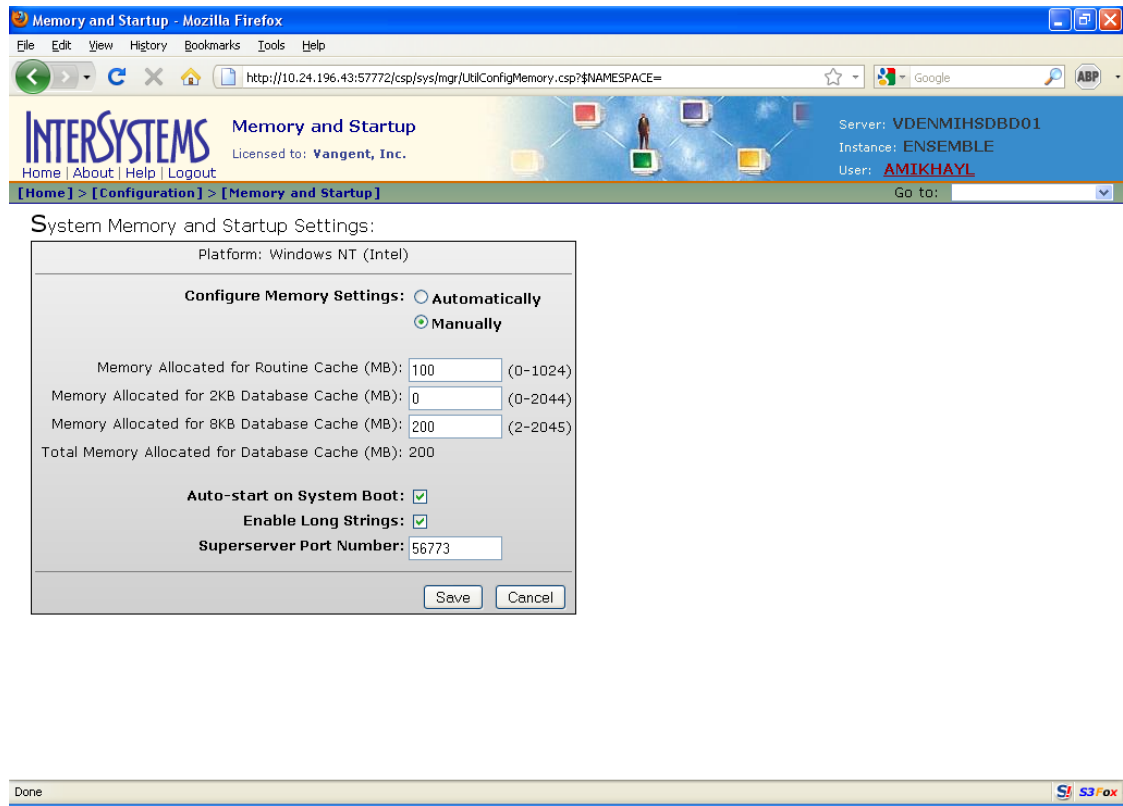 Memory and Startup - Mozilla Firefox
File Edit View History Bookmarks Tools Help
http://10.24.196.43:57772/csp/sys/mgr/UtilConfigMemory.csp?$NAMESPACE=
Google
ABP
INTERSYSTEMS
Memory and Startup
Licensed to: Vangent, Inc.
Home | About | Help | Logout
Server: VDENMIHSDBD01
Instance: ENSEMBLE
User: AMIKHAYL
[Home] > [Configuration] > [Memory and Startup]
Go to:
System Memory and Startup Settings:
Platform: Windows NT (Intel)
Configure Memory Settings: Automatically
Manually
Memory Allocated for Routine Cache (MB): 100 (0-1024)
Memory Allocated for 2KB Database Cache (MB): 0 (0-2044)
Memory Allocated for 8KB Database Cache (MB): 200 (2-2045)
Total Memory Allocated for Database Cache (MB): 200
Auto-start on System Boot:
Enable Long Strings:
Superserver Port Number: 56773
Save Cancel
Done
S! S3Fox